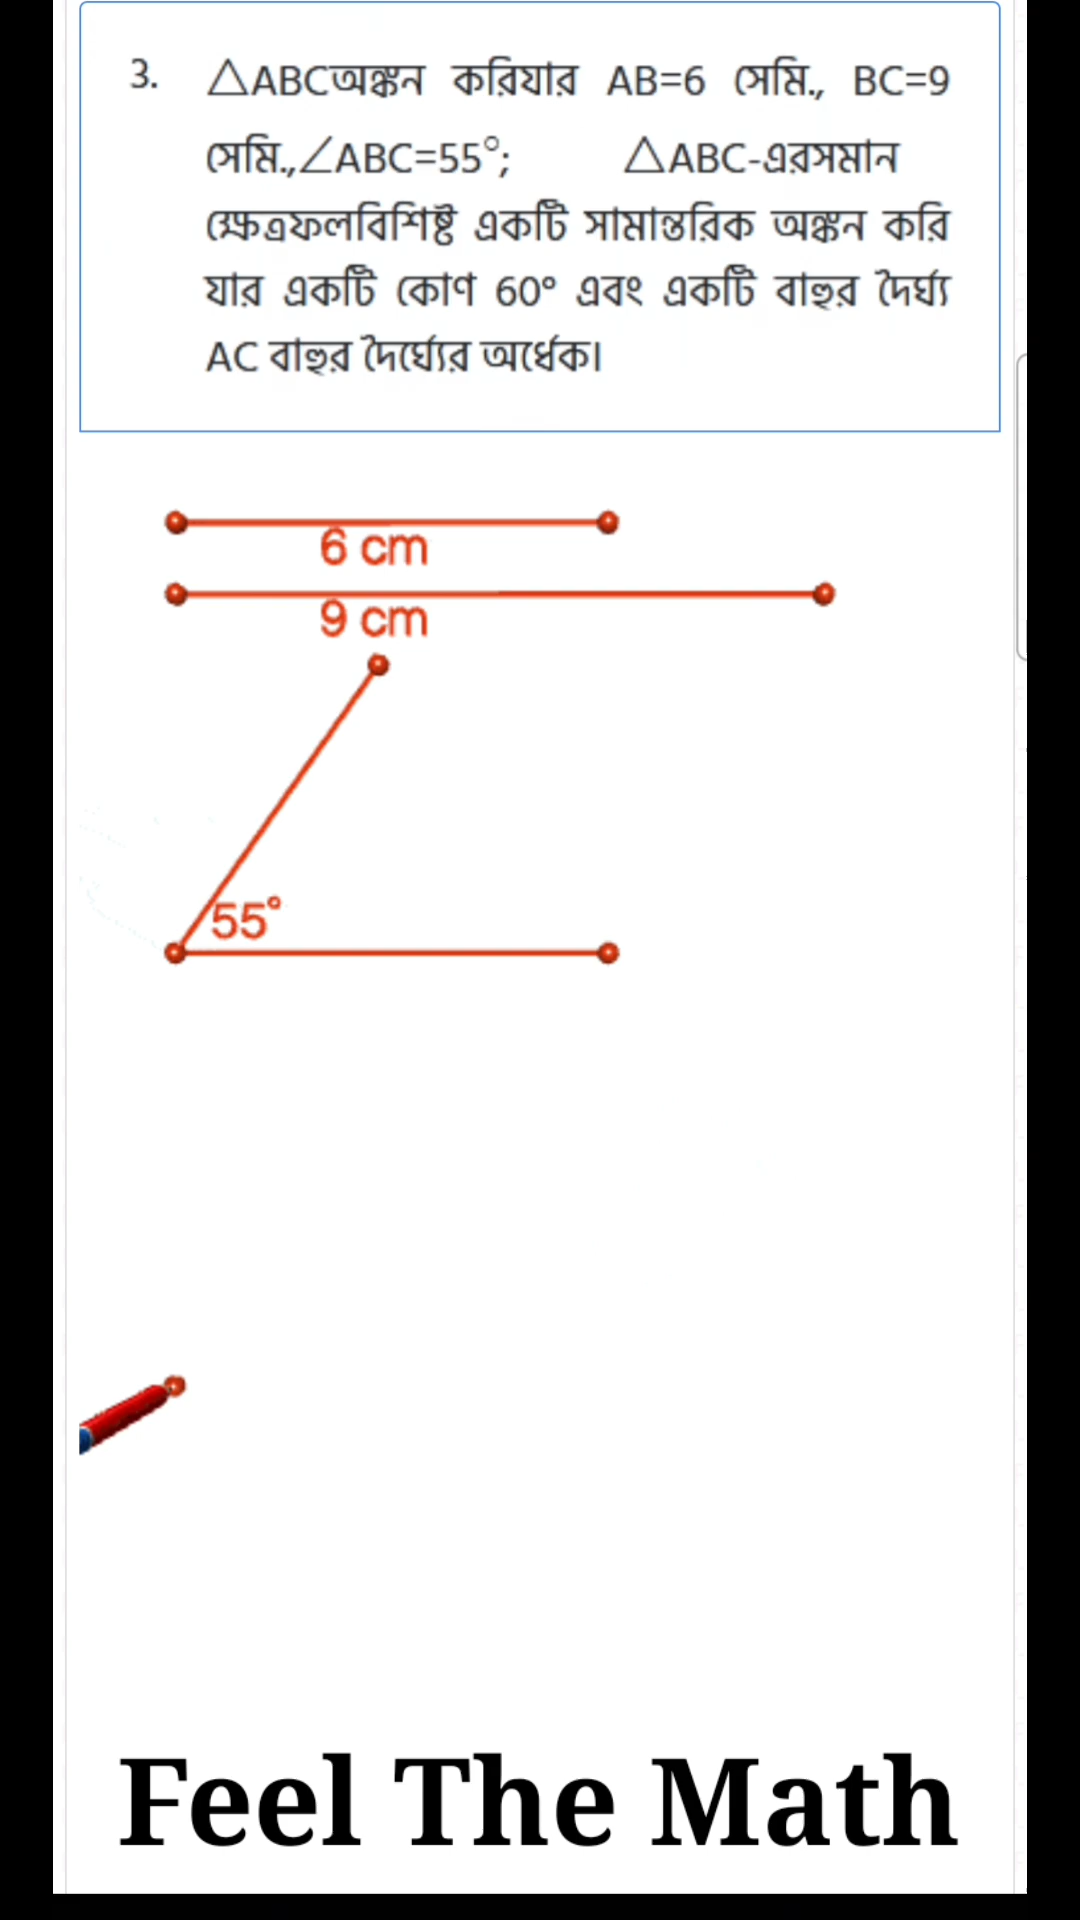 3. △ABCঅঙ্কন করিযার AB=6 সেমি., BC=9
সেমি.,∠ABC=55°; △ABC-এরসমান
ক্ষেত্রফলবিশিষ্ট একটি সামান্তরিক অঙ্কন করি
যার একটি কোণ 60° এবং একটি বাহুর দৈর্ঘ্য
AC বাহুর দৈর্ঘ্যের অর্ধেক।
6 cm
9 cm
55°
Feel The Math